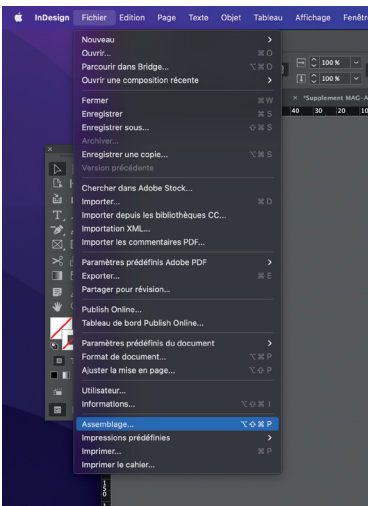 InDesign Fichier Edition Page Texte Objet Tableau Affichage Fenêtr
Nouveau >
Ouvrir... ⌘ O
Parcourir dans Bridge... ⌥⌘ O
Ouvrir une composition récente >
100 %
100 %
Fermer ⌘ W
Enregistrer ⌘ S
Enregistrer sous... ⇧⌘ S
Archiver...
Enregistrer une copie... ⌥⌘ S
Version précédente
× *Supplement MAG-A
40 30 20 10
Chercher dans Adobe Stock...
Importer... ⌘ D
Importer depuis les bibliothèques CC...
Importation XML...
Importer les commentaires PDF...
Paramètres prédéfinis Adobe PDF >
Exporter... ⌘ E
Partager pour révision...
Publish Online...
Tableau de bord Publish Online...
Paramètres prédéfinis du document >
Format de document... ⌥⌘ P
Ajuster la mise en page... ⌥⇧ P
Utilisateur...
Informations... ⌥⇧⌘ I
Assemblage... ⌥⇧⌘ P
Impressions prédéfinies >
Imprimer... ⌘ P
Imprimer le cahier...